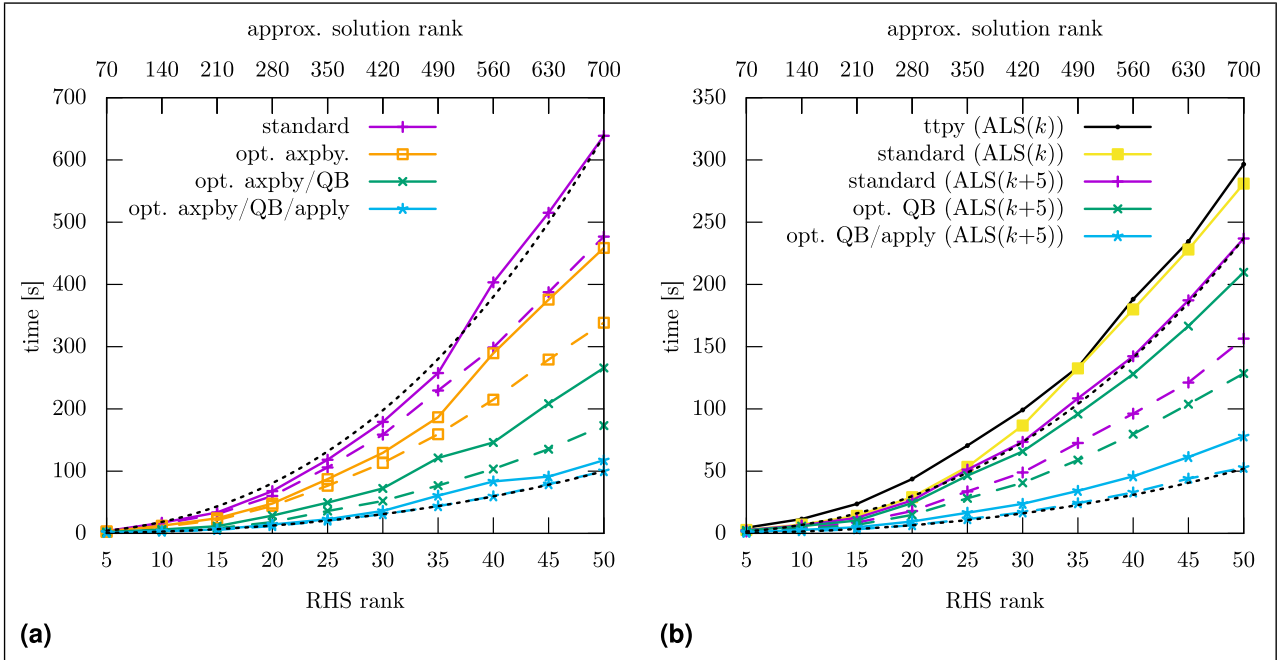 approx. solution rank
70 140 210 280 350 420 490 560 630 700
700
600
500
400
300
200
100
0
time [s]
standard
opt. axpby.
opt. axpby/QB
opt. axpby/QB/apply
5 10 15 20 25 30 35 40 45 50
RHS rank
(a)
approx. solution rank
70 140 210 280 350 420 490 560 630 700
350
300
250
200
150
100
50
0
time [s]
ttpy (ALS(k))
standard (ALS(k))
standard (ALS(k+5))
opt. QB (ALS(k+5))
opt. QB/apply (ALS(k+5))
5 10 15 20 25 30 35 40 45 50
RHS rank
(b)